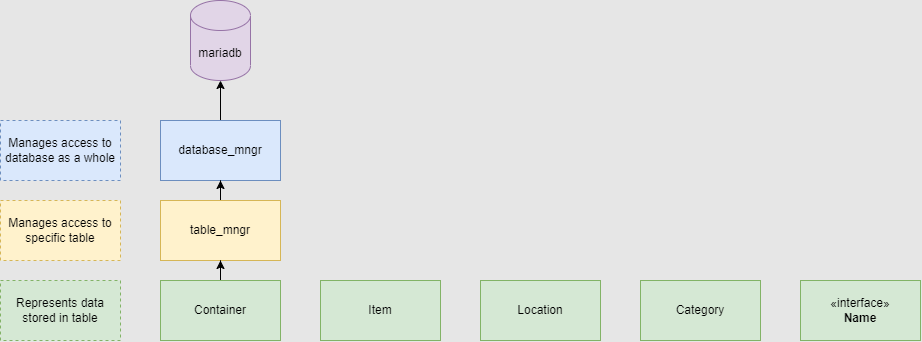 mariadb
Manages access to
database as a whole
database_mngr
Manages access to
specific table
table_mngr
Represents data
stored in table
Container
Item
Location
Category
«interface»
Name